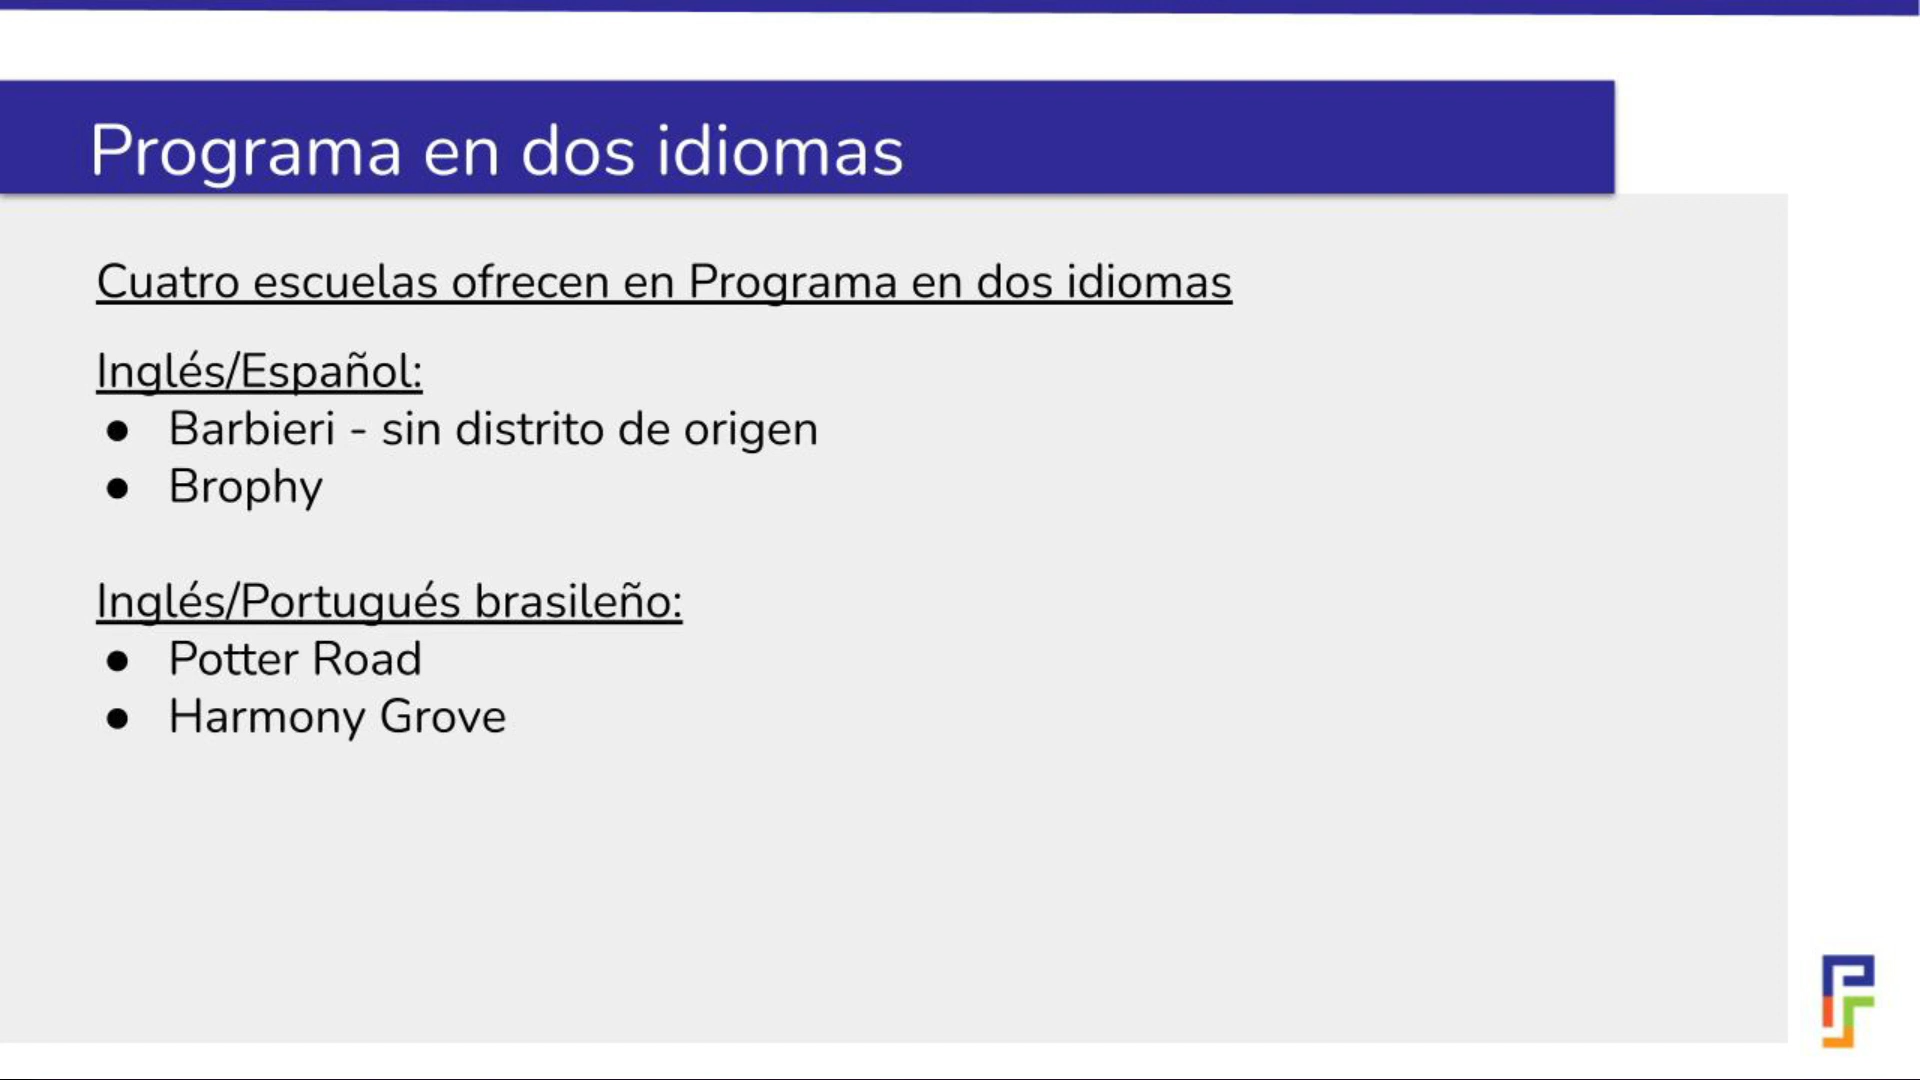 Programa en dos idiomas
Cuatro escuelas ofrecen en Programa en dos idiomas
Inglés/Español:
● Barbieri - sin distrito de origen
● Brophy
Inglés/Portugués brasileño:
● Potter Road
● Harmony Grove